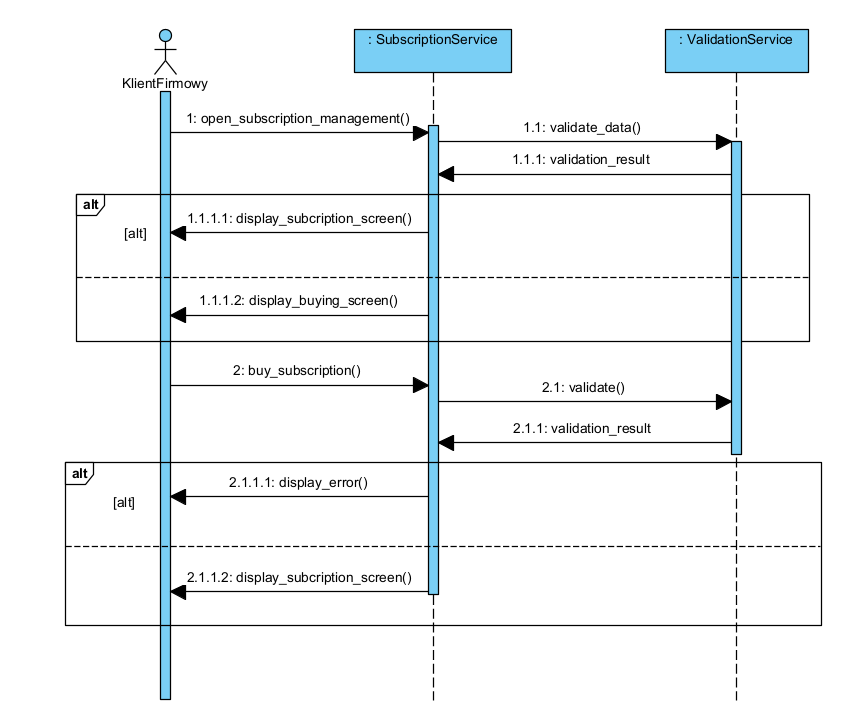 : SubscriptionService
: ValidationService
KlientFirmowy
1: open_subscription_management()
1.1: validate_data()
1.1.1: validation_result
alt
1.1.1.1: display_subcription_screen()
[alt]
1.1.1.2: display_buying_screen()
2: buy_subscription()
2.1: validate()
2.1.1: validation_result
alt
2.1.1.1: display_error()
[alt]
2.1.1.2: display_subcription_screen()